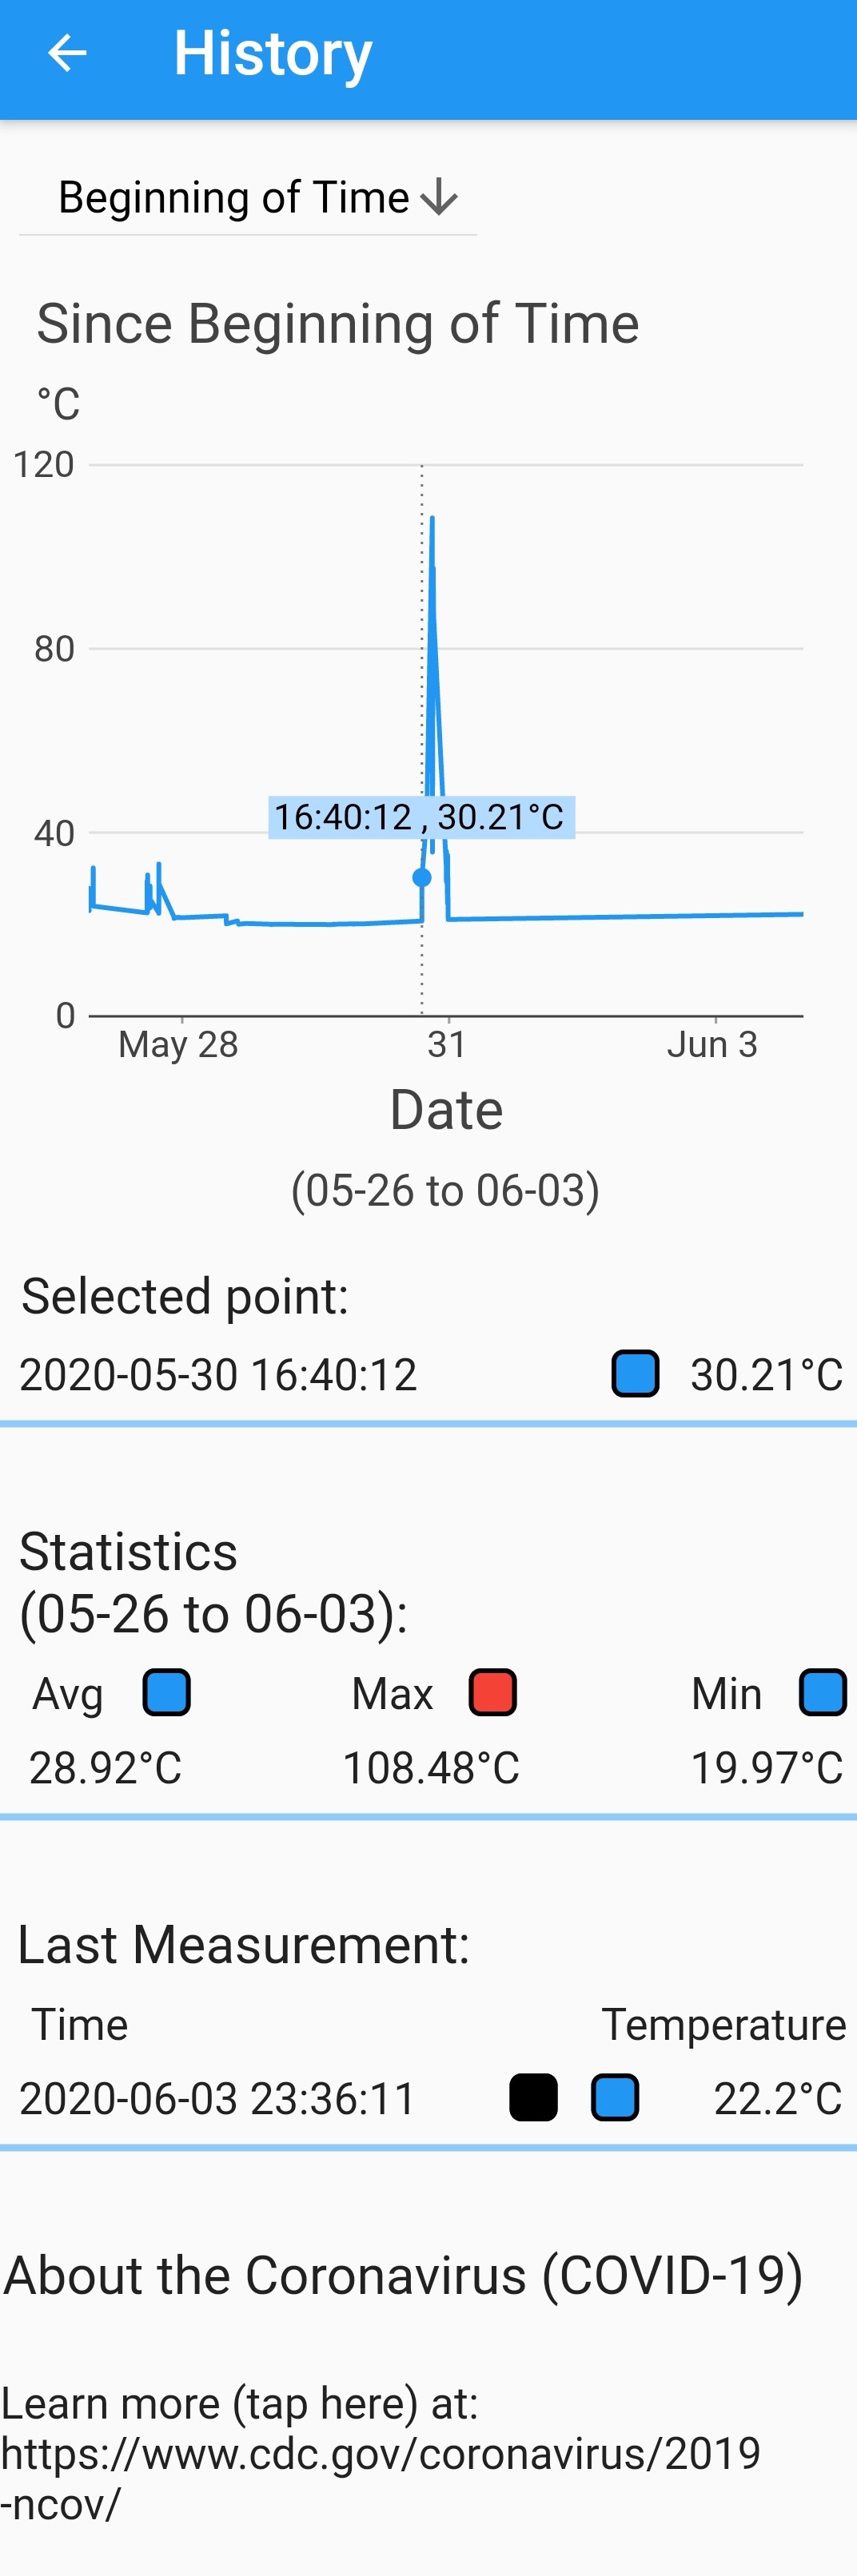 History
Beginning of Time
Since Beginning of Time
°C
120
80
16:40:12 , 30.21°C
40
0
May 28 31 Jun 3
Date
(05-26 to 06-03)
Selected point:
2020-05-30 16:40:12 30.21°C
Statistics
(05-26 to 06-03):
Avg Max Min
28.92°C 108.48°C 19.97°C
Last Measurement:
Time Temperature
2020-06-03 23:36:11 22.2°C
About the Coronavirus (COVID-19)
Learn more (tap here) at:
https://www.cdc.gov/coronavirus/2019
-ncov/